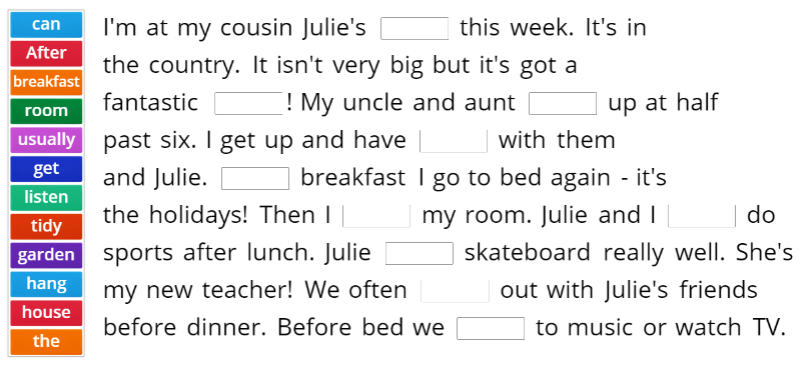 can
After
breakfast
room
usually
get
listen
tidy
garden
hang
house
the
I'm at my cousin Julie's this week. It's in
the country. It isn't very big but it's got a
fantastic ! My uncle and aunt up at half
past six. I get up and have with them
and Julie. breakfast I go to bed again - it's
the holidays! Then I my room. Julie and I do
sports after lunch. Julie skateboard really well. She's
my new teacher! We often out with Julie's friends
before dinner. Before bed we to music or watch TV.